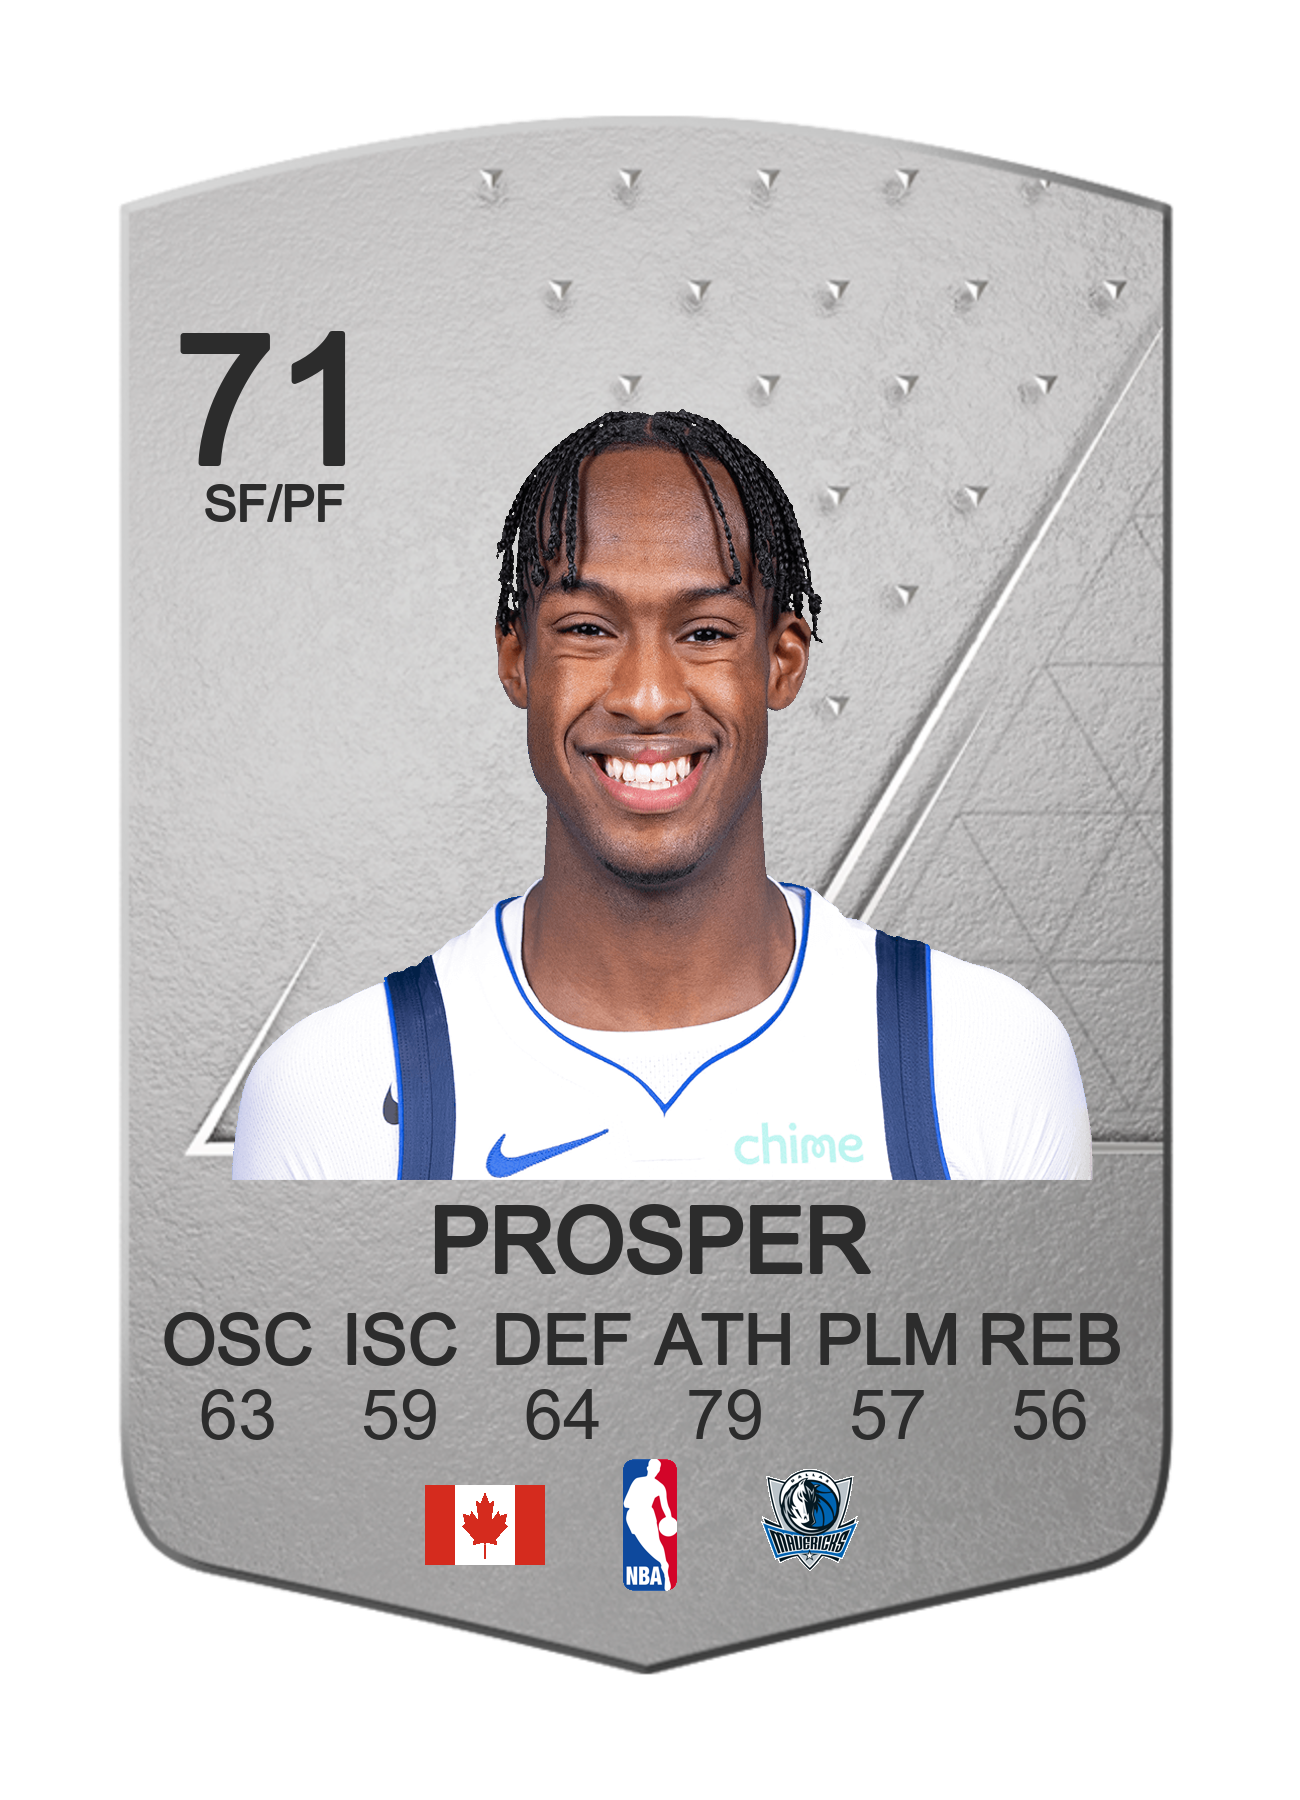 71
SF/PF
chime
PROSPER
OSC ISC DEF ATH PLM REB
63 59 64 79 57 56
NBA
DALLAS
MAVERICKS